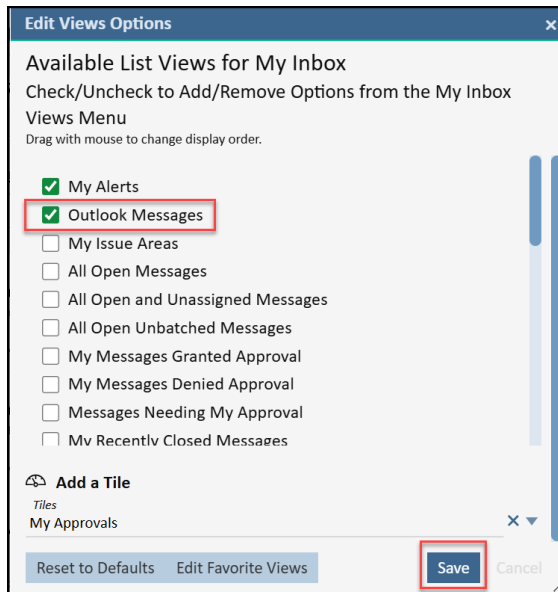 Edit Views Options
Available List Views for My Inbox
Check/Uncheck to Add/Remove Options from the My Inbox
Views Menu
Drag with mouse to change display order.
My Alerts
Outlook Messages
My Issue Areas
All Open Messages
All Open and Unassigned Messages
All Open Unbatched Messages
My Messages Granted Approval
My Messages Denied Approval
Messages Needing My Approval
My Recently Closed Messages
Add a Tile
Tiles
My Approvals
Reset to Defaults Edit Favorite Views Save Cancel